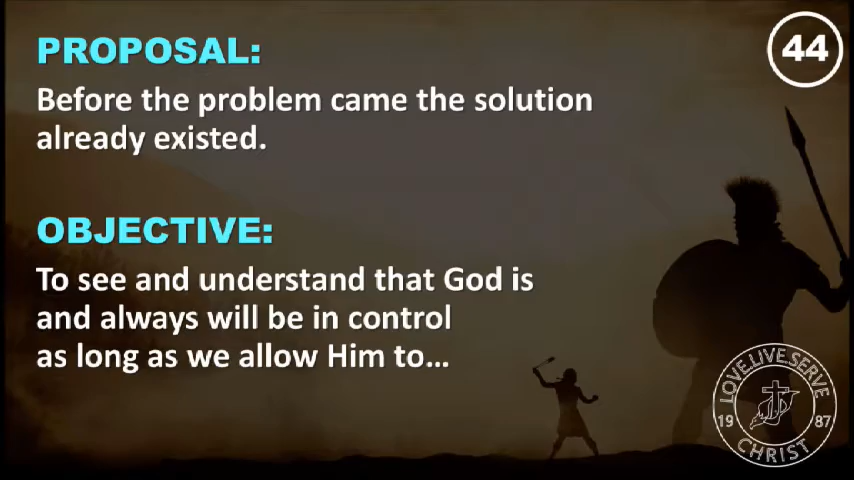 PROPOSAL:
44
Before the problem came the solution
already existed.
OBJECTIVE:
To see and understand that God is
and always will be in control
as long as we allow Him to...
LOVE.LIVE.SERVE
19 87
CHRIST